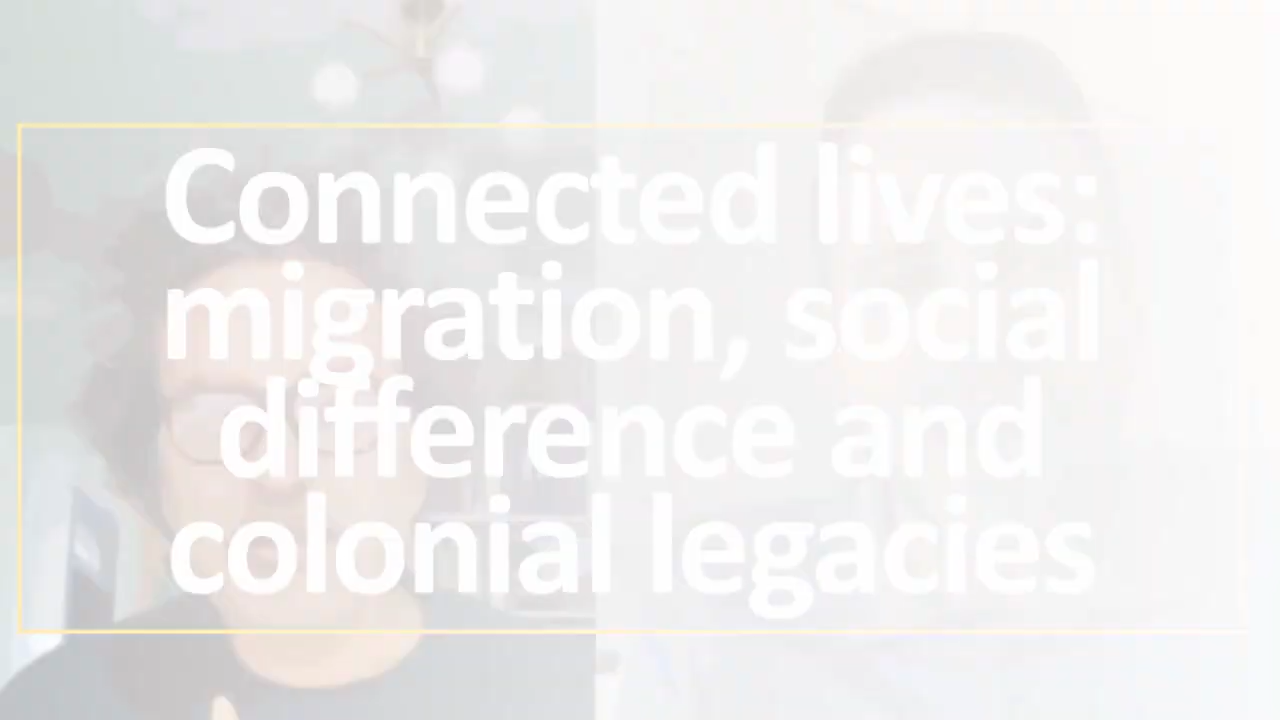 Connected lives:
migration, social
difference and
colonial legacies